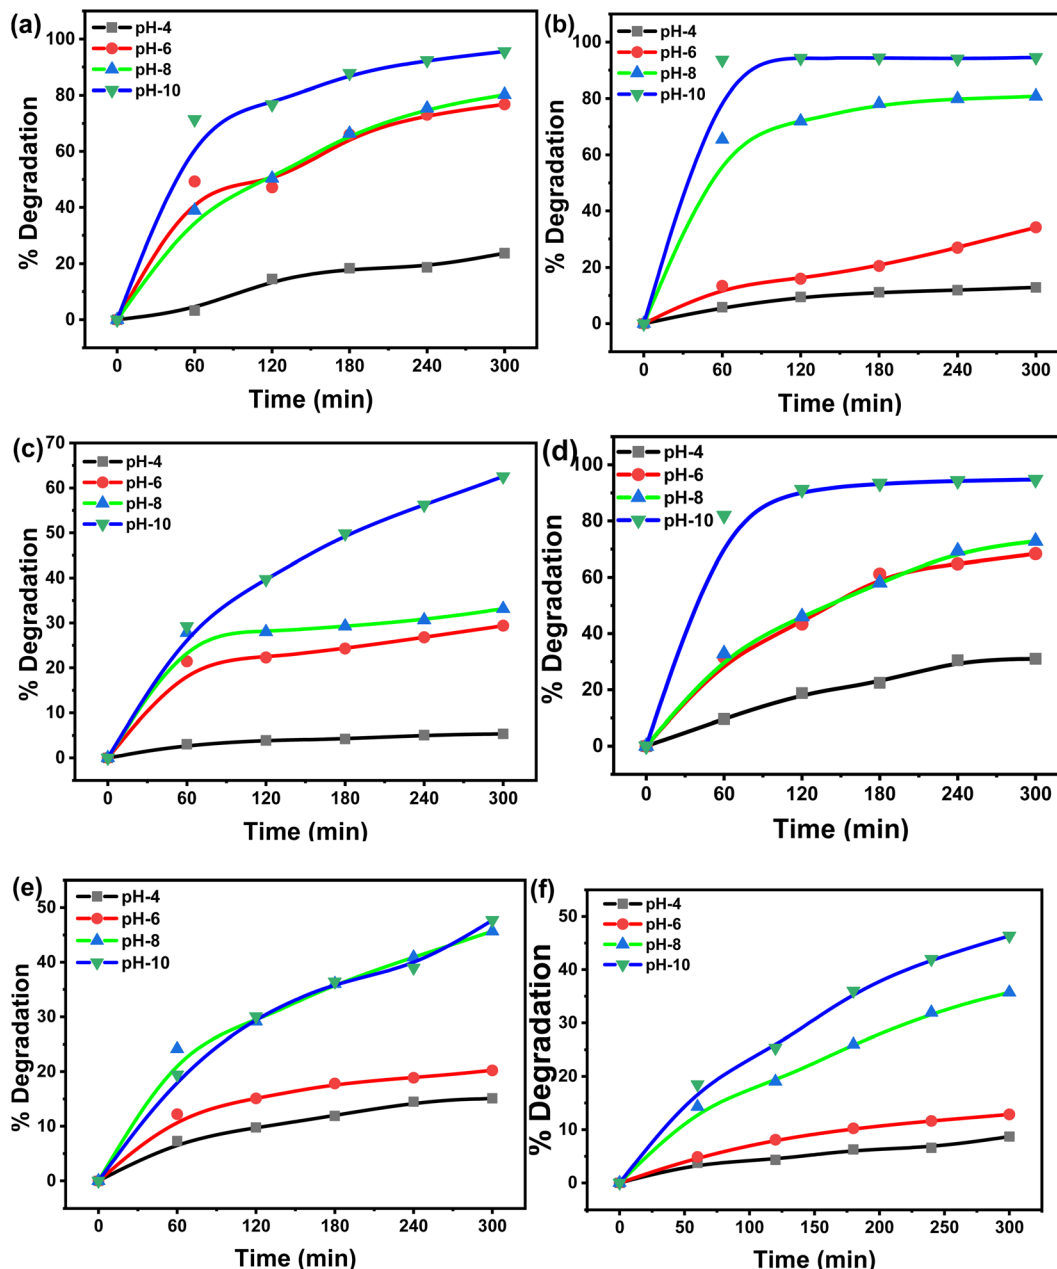 (a)
pH-4
pH-6
pH-8
pH-10
100
80
60
40
20
0
% Degradation
0 60 120 180 240 300
Time (min)
(b)
pH-4
pH-6
pH-8
pH-10
100
80
60
40
20
0
% Degradation
0 60 120 180 240 300
Time (min)
(c)
pH-4
pH-6
pH-8
pH-10
70
60
50
40
30
20
10
0
% Degradation
0 60 120 180 240 300
Time (min)
(d)
pH-4
pH-6
pH-8
pH-10
100
80
60
40
20
0
% Degradation
0 60 120 180 240 300
Time (min)
(e)
pH-4
pH-6
pH-8
pH-10
50
40
30
20
10
0
% Degradation
0 60 120 180 240 300
Time (min)
(f)
pH-4
pH-6
pH-8
pH-10
50
40
30
20
10
0
% Degradation
0 50 100 150 200 250 300
Time (min)